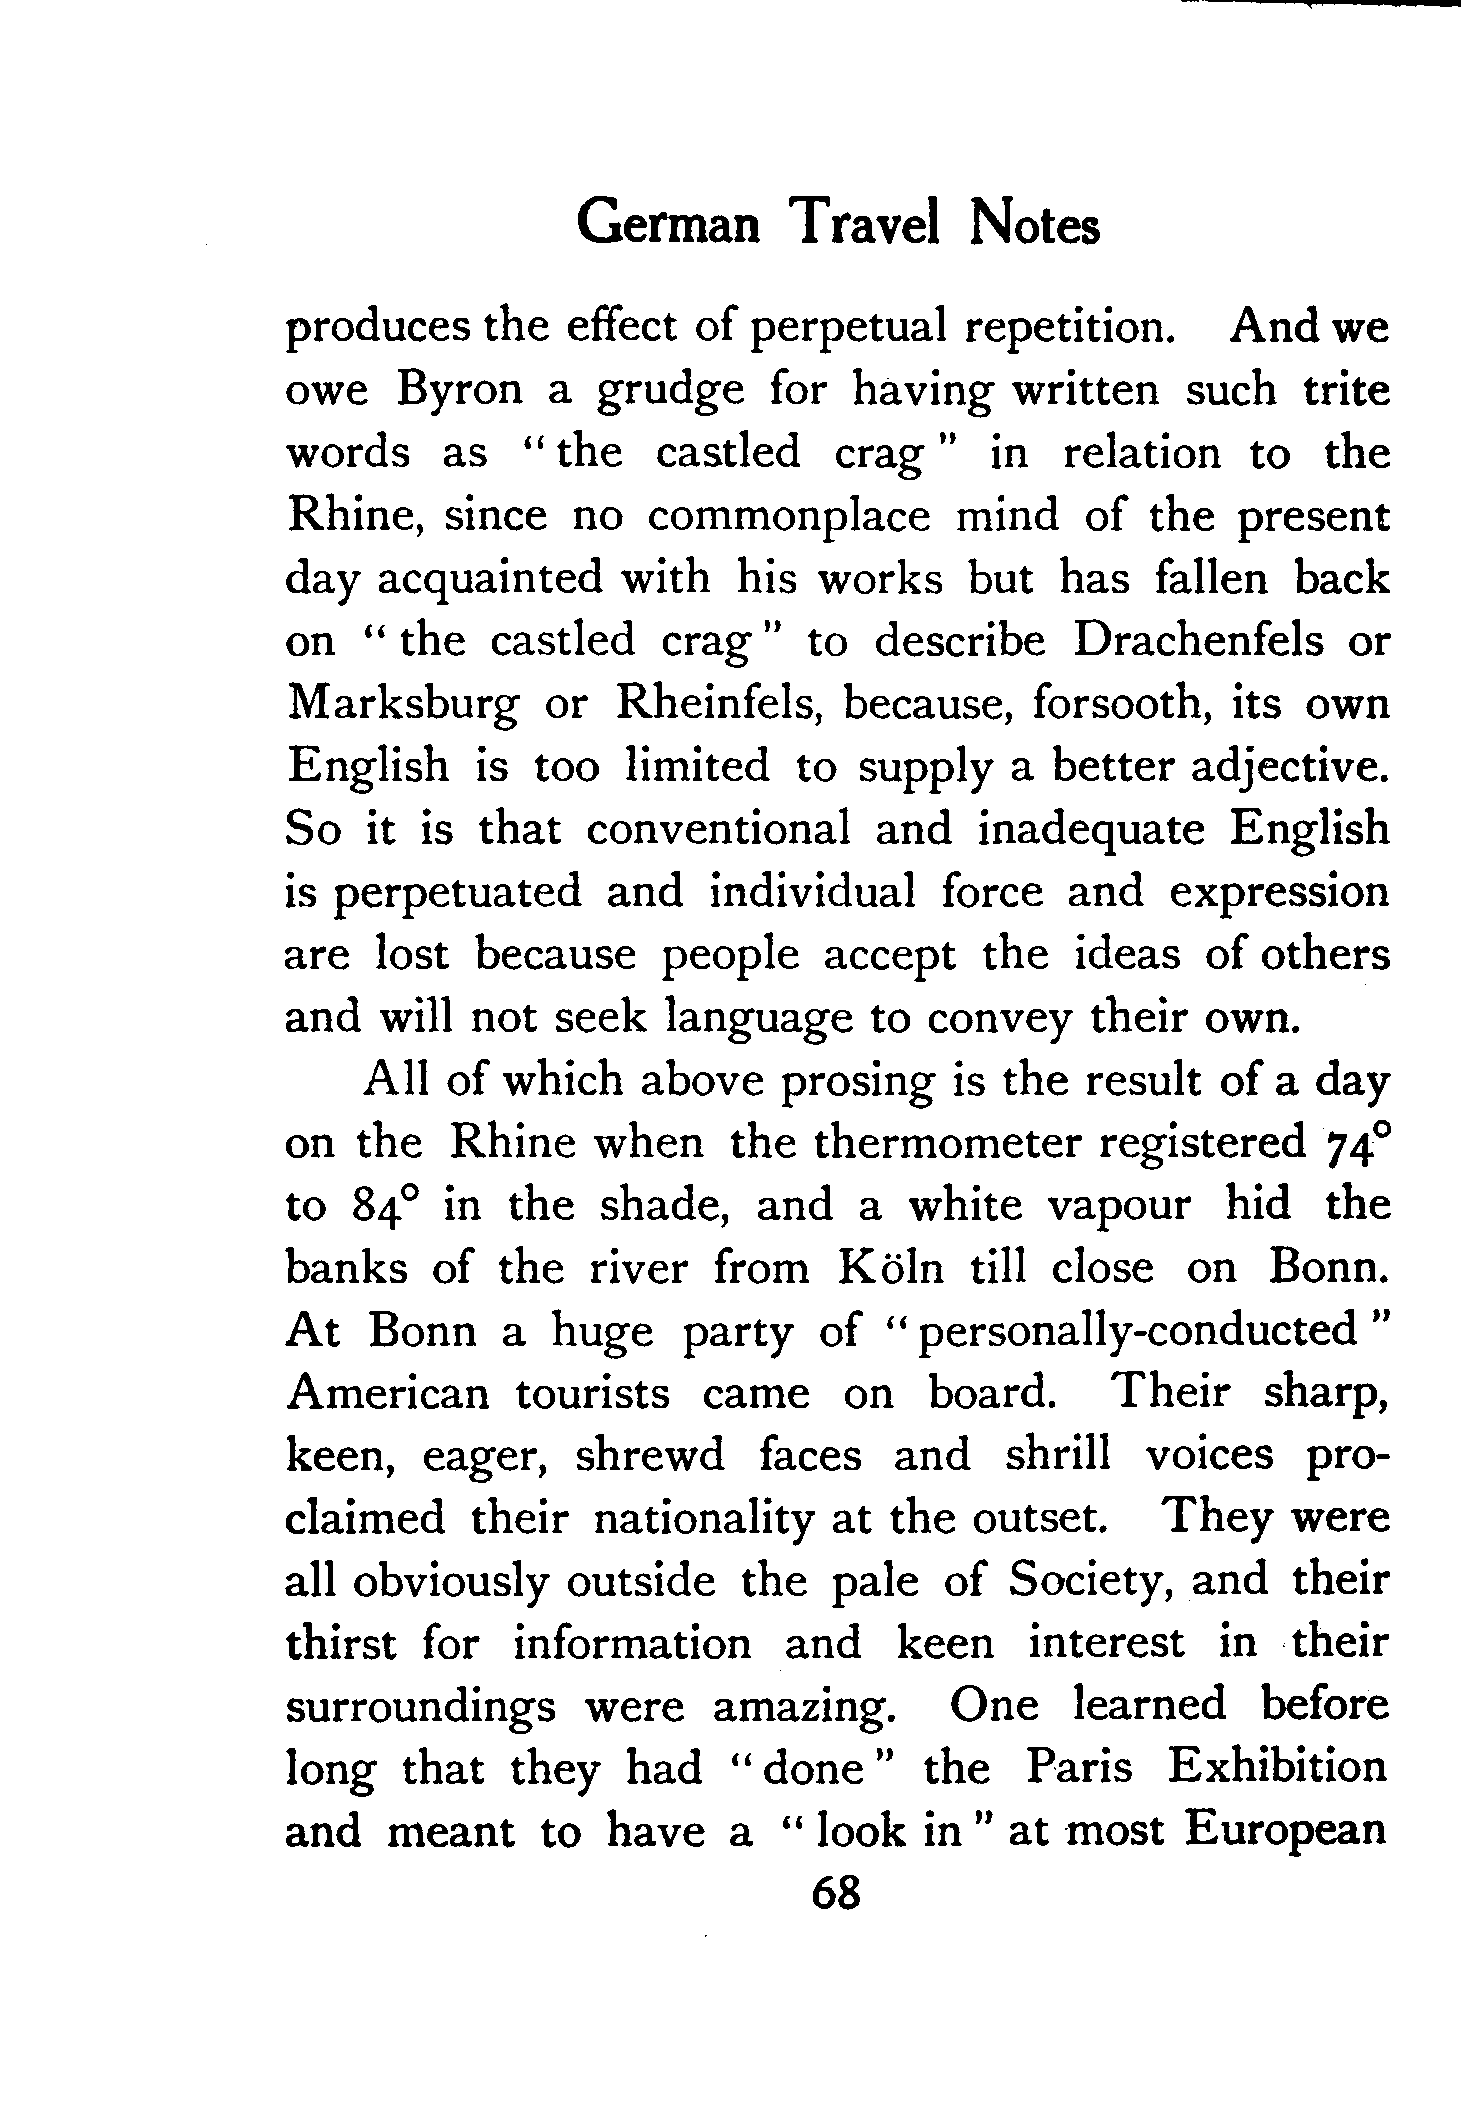 German Travel Notes
produces the effect of perpetual repetition. And we
owe Byron a grudge for having written such trite
words as “ the castled crag ” in relation to the
Rhine, since no commonplace mind of the present
day acquainted with his works but has fallen back
on “ the castled crag ” to describe Drachenfels or
Marksburg or Rheinfels, because, forsooth, its own
English is too limited to supply a better adjective.
So it is that conventional and inadequate English
is perpetuated and individual force and expression
are lost because people accept the ideas of others
and will not seek language to convey their own.
All of which above prosing is the result of a day
on the Rhine when the thermometer registered 74°
to 84° in the shade, and a white vapour hid the
banks of the river from Köln till close on Bonn.
At Bonn a huge party of “ personally-conducted ”
American tourists came on board. Their sharp,
keen, eager, shrewd faces and shrill voices pro-
claimed their nationality at the outset. They were
all obviously outside the pale of Society, and their
thirst for information and keen interest in their
surroundings were amazing. One learned before
long that they had “ done ” the Paris Exhibition
and meant to have a “ look in ” at most European
68